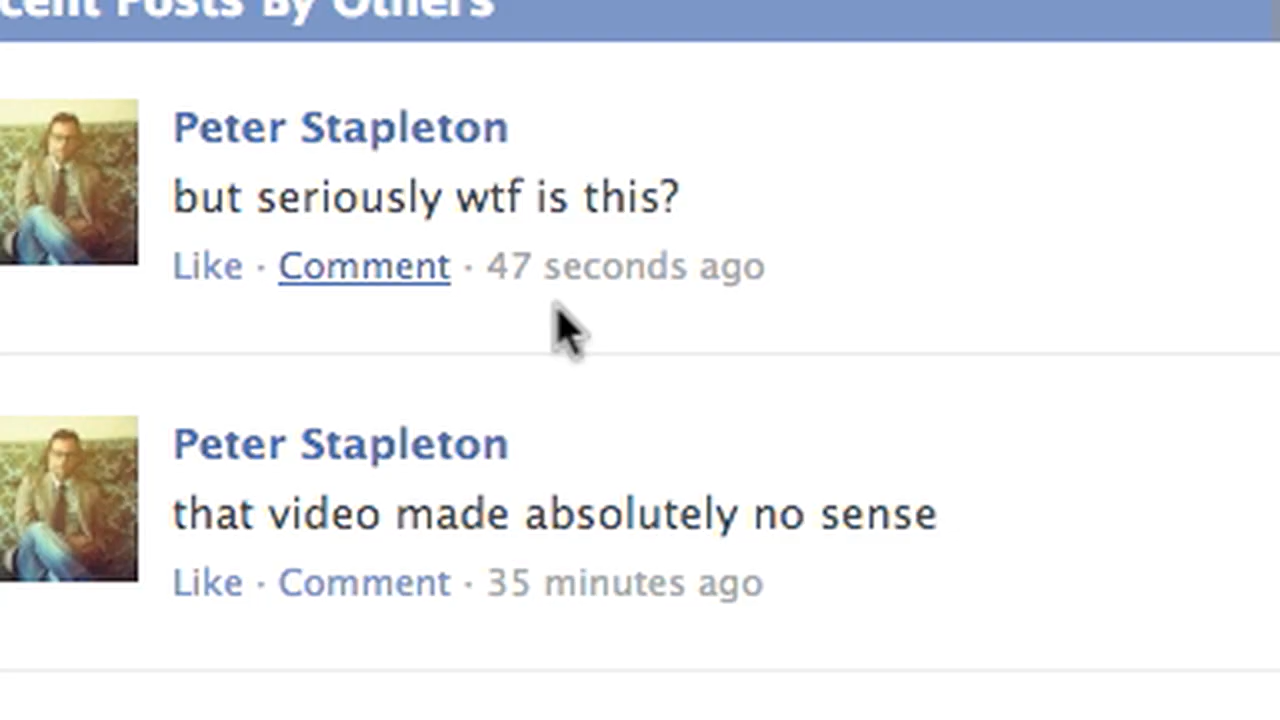 Posts By Others
Peter Stapleton
but seriously wtf is this?
Like · Comment · 47 seconds ago
Peter Stapleton
that video made absolutely no sense
Like · Comment · 35 minutes ago